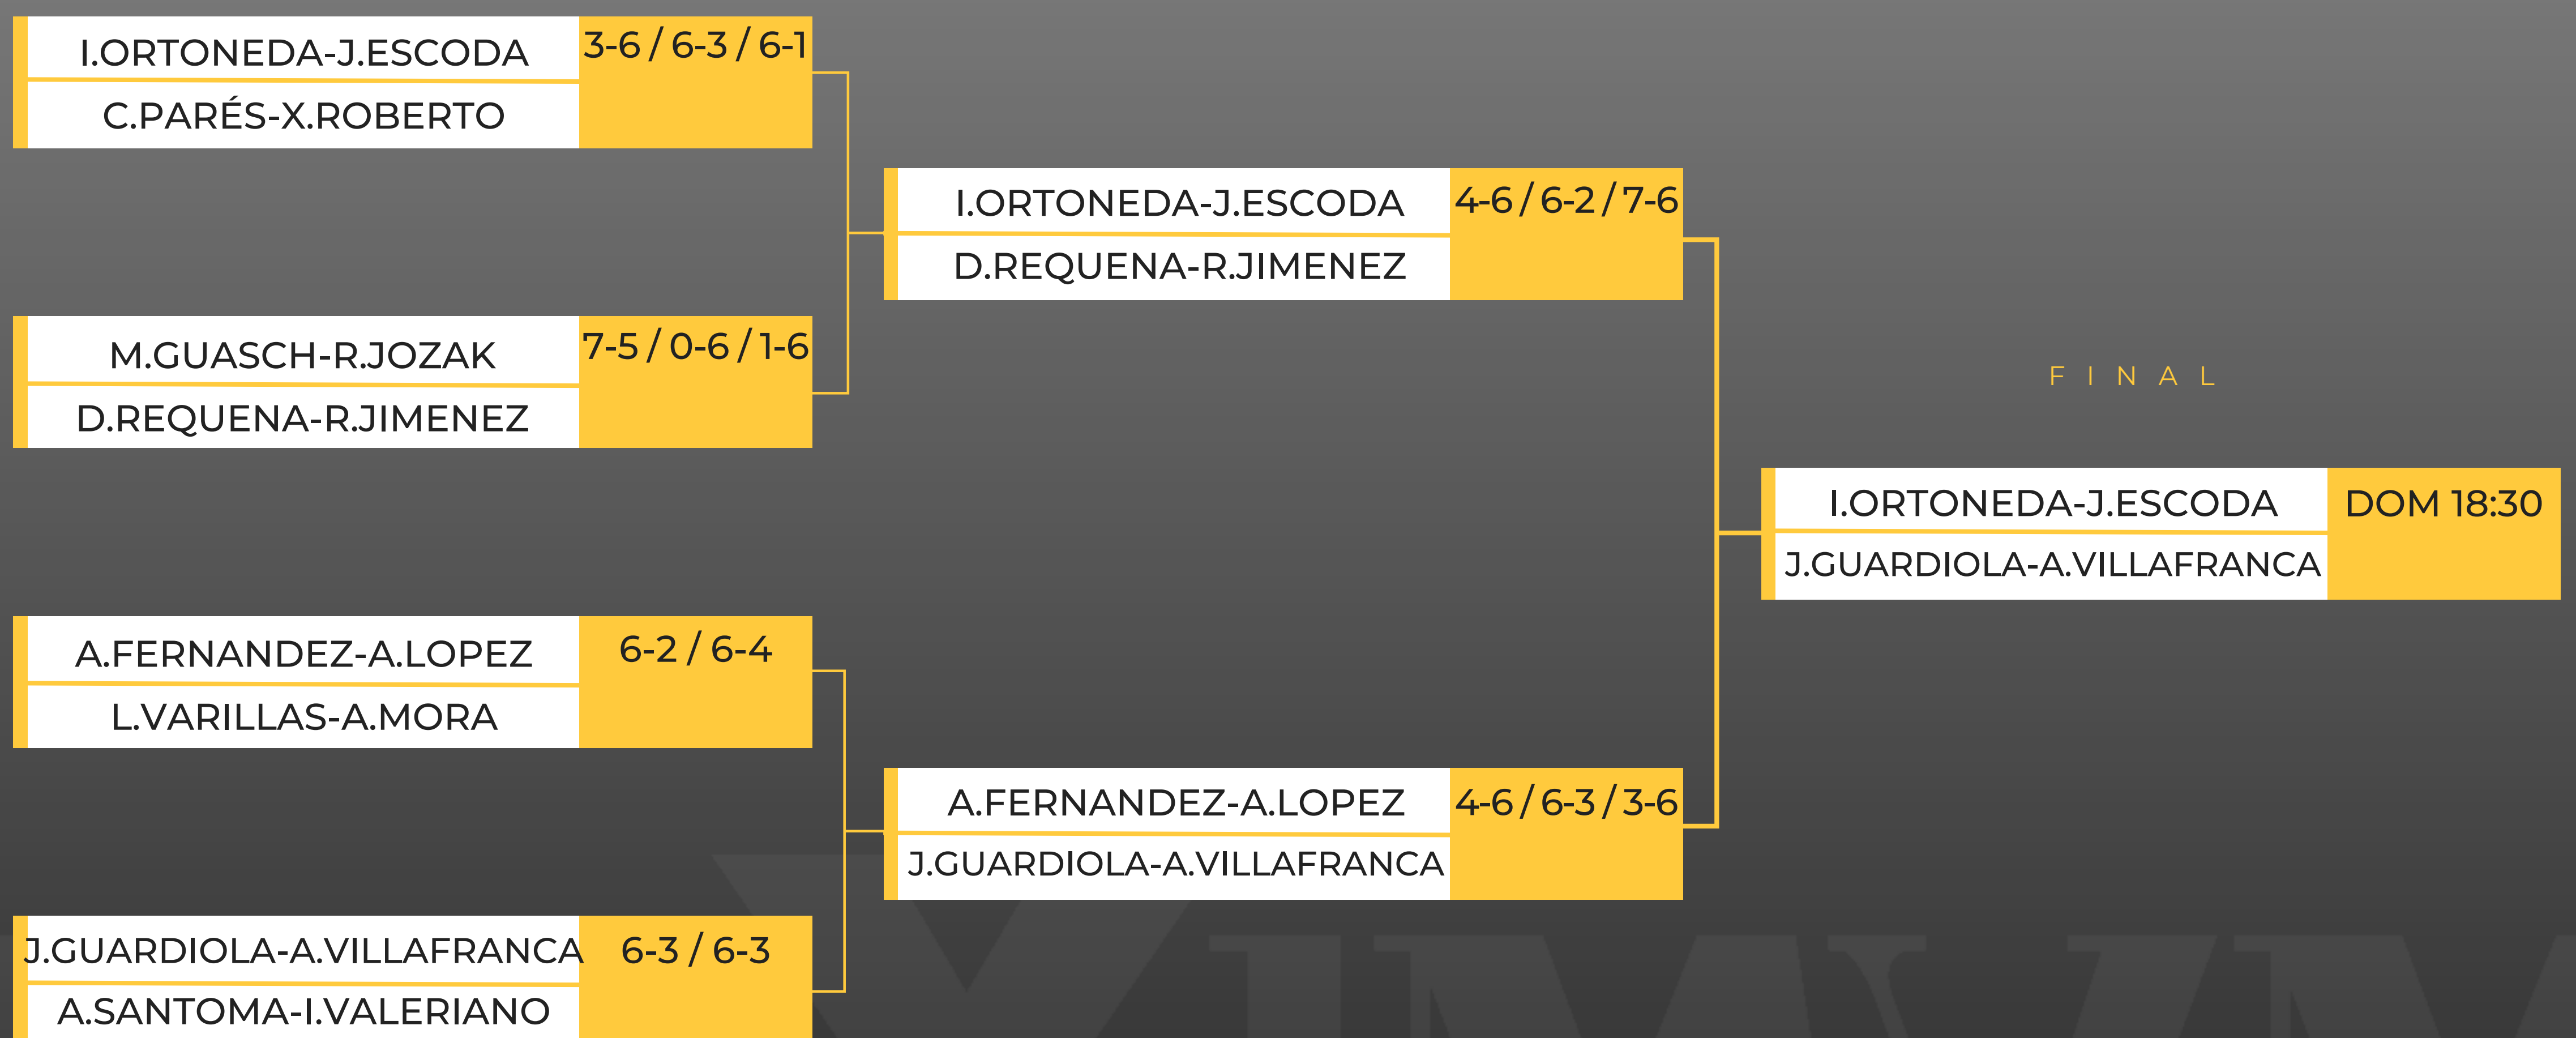 I.ORTONEDA-J.ESCODA 3-6 / 6-3 / 6-1
C.PARÉS-X.ROBERTO
M.GUASCH-R.JOZAK 7-5 / 0-6 / 1-6
D.REQUENA-R.JIMENEZ
A.FERNANDEZ-A.LOPEZ 6-2 / 6-4
L.VARILLAS-A.MORA
J.GUARDIOLA-A.VILLAFRANCA 6-3 / 6-3
A.SANTOMA-I.VALERIANO
I.ORTONEDA-J.ESCODA 4-6 / 6-2 / 7-6
D.REQUENA-R.JIMENEZ
A.FERNANDEZ-A.LOPEZ 4-6 / 6-3 / 3-6
J.GUARDIOLA-A.VILLAFRANCA
FINAL
I.ORTONEDA-J.ESCODA DOM 18:30
J.GUARDIOLA-A.VILLAFRANCA